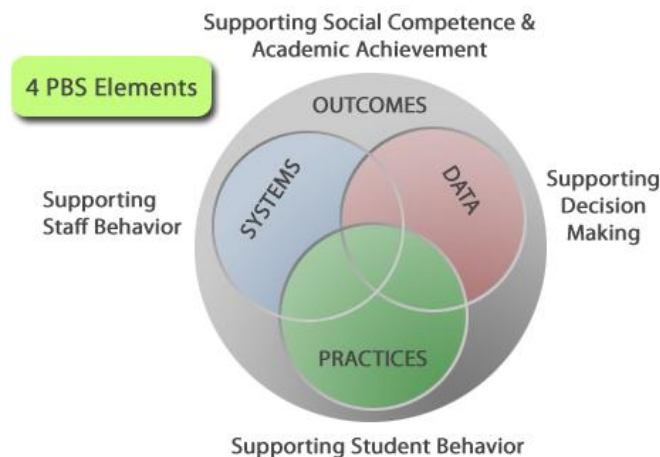 Supporting Social Competence &
Academic Achievement
4 PBS Elements
OUTCOMES
SYSTEMS
DATA
Supporting
Staff Behavior
Supporting
Decision
Making
PRACTICES
Supporting Student Behavior